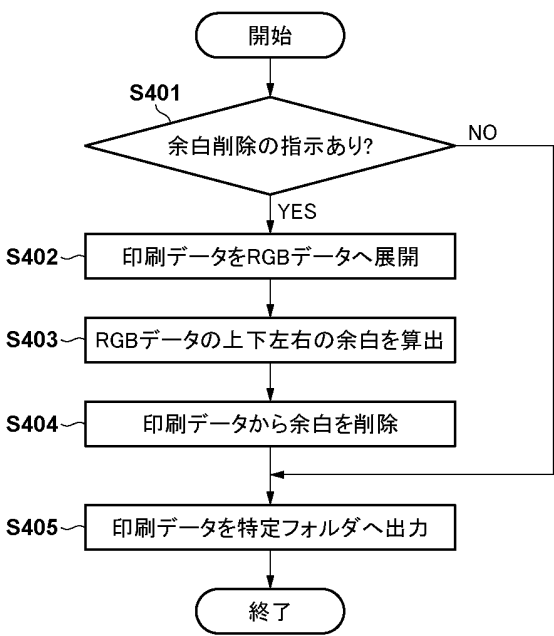 開始
S401
余白削除の指示あり?
NO
YES
S402
印刷データをRGBデータへ展開
S403
RGBデータの上下左右の余白を算出
S404
印刷データから余白を削除
S405
印刷データを特定フォルダへ出力
終了